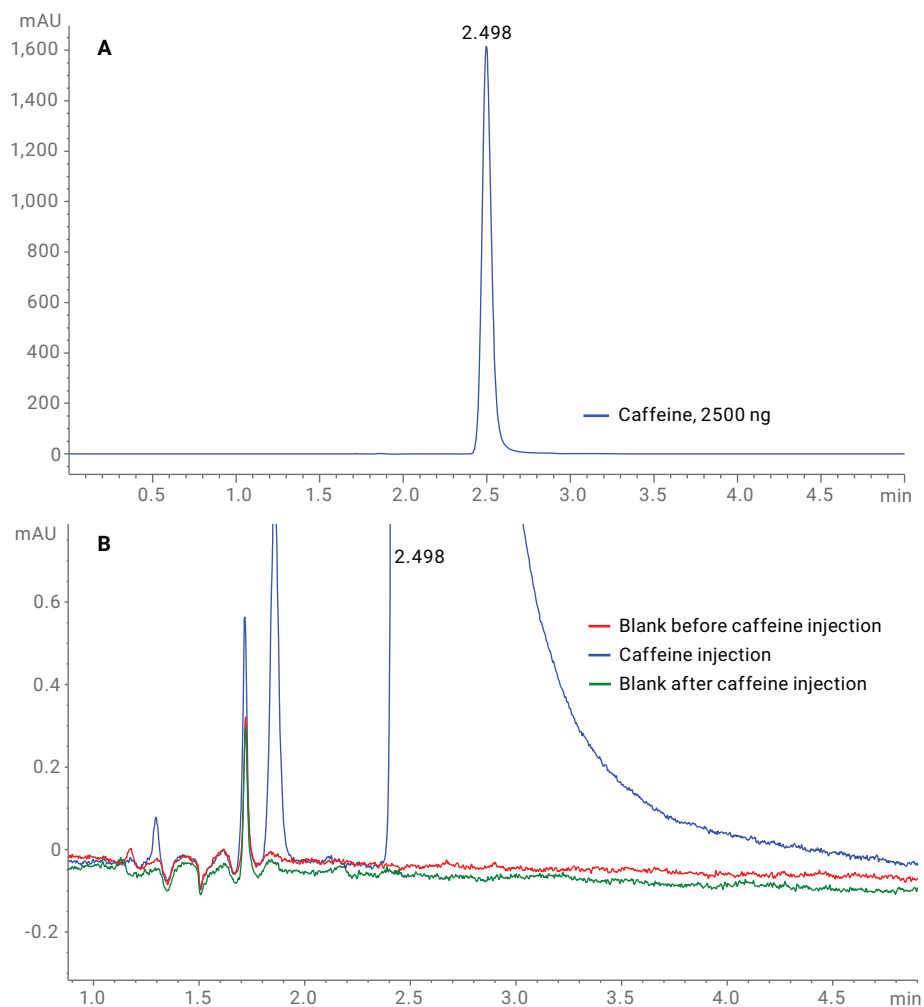 mAU
A
2.498
1,600
1,400
1,200
1,000
800
600
400
200
0
Caffeine, 2500 ng
0.5 1.0 1.5 2.0 2.5 3.0 3.5 4.0 4.5 min
mAU
B
2.498
0.6
0.4
0.2
0
-0.2
Blank before caffeine injection
Caffeine injection
Blank after caffeine injection
1.0 1.5 2.0 2.5 3.0 3.5 4.0 4.5 min